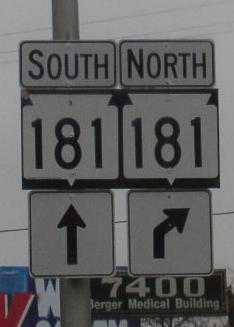 SOUTH NORTH
181 181
7400
Berger Medical Building